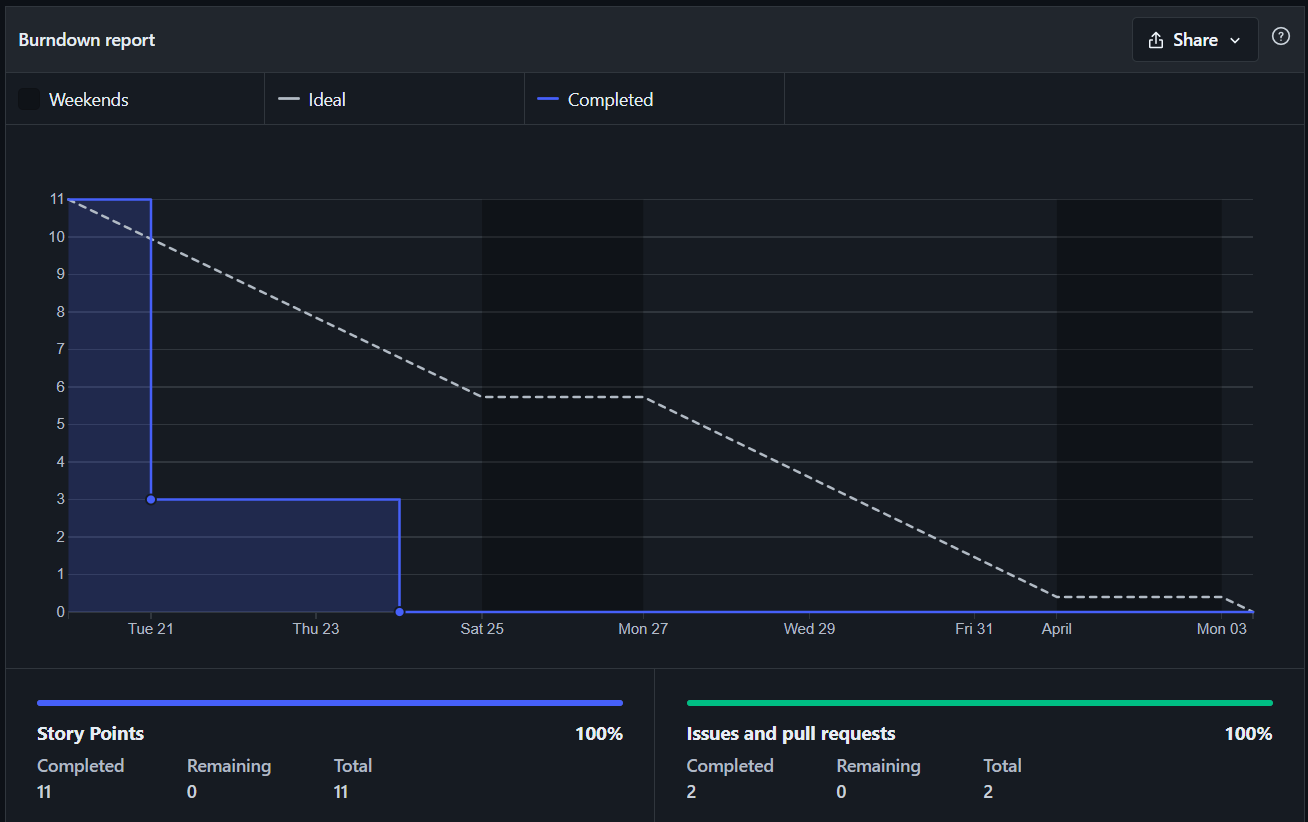 Burndown report
Share
Weekends
Ideal
Completed
11
10
9
8
7
6
5
4
3
2
1
0
Tue 21 Thu 23 Sat 25 Mon 27 Wed 29 Fri 31 April Mon 03
Story Points 100%
Completed Remaining Total
11 0 11
Issues and pull requests 100%
Completed Remaining Total
2 0 2